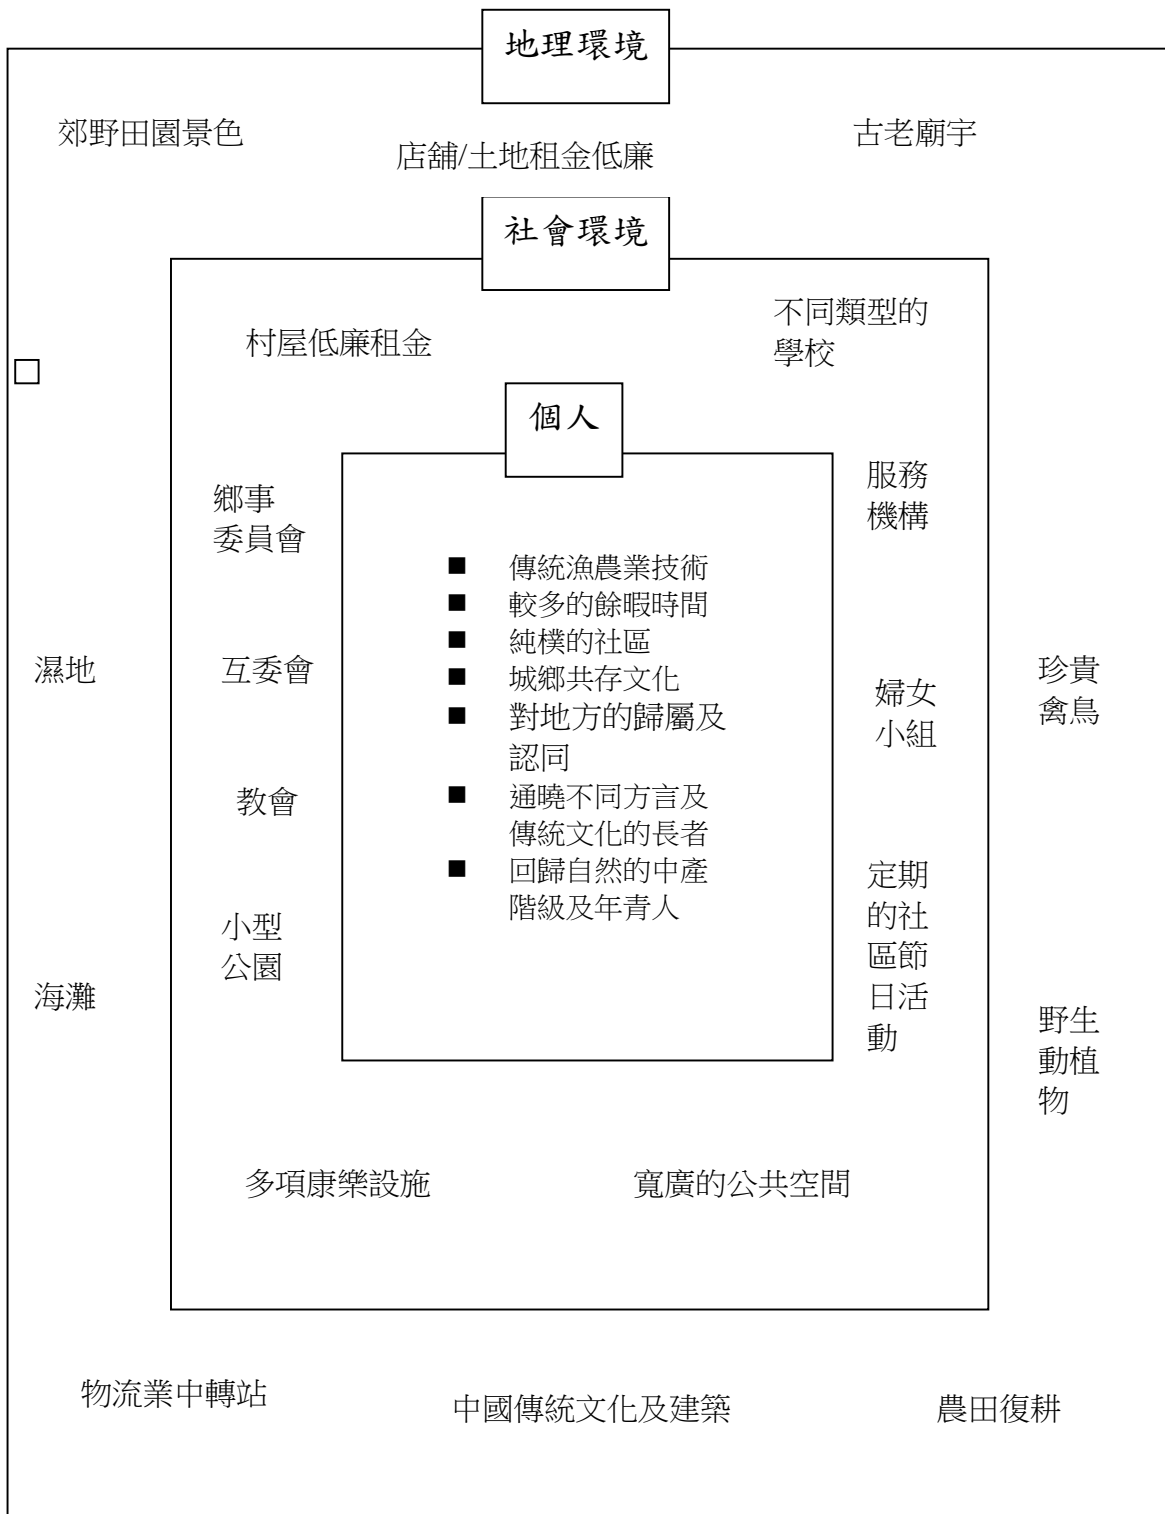 地理環境
郊野田園景色
店舖/土地租金低廉
古老廟宇
社會環境
村屋低廉租金
不同類型的
學校
個人
鄉事
委員會
服務
機構
■ 傳統漁農業技術
■ 較多的餘暇時間
■ 純樸的社區
■ 城鄉共存文化
■ 對地方的歸屬及
認同
■ 通曉不同方言及
傳統文化的長者
■ 回歸自然的中產
階級及年青人
濕地
互委會
婦女
小組
珍貴
禽鳥
教會
小型
公園
定期
的社
區節
日活
動
海灘
野生
動植
物
多項康樂設施
寬廣的公共空間
物流業中轉站
中國傳統文化及建築
農田復耕